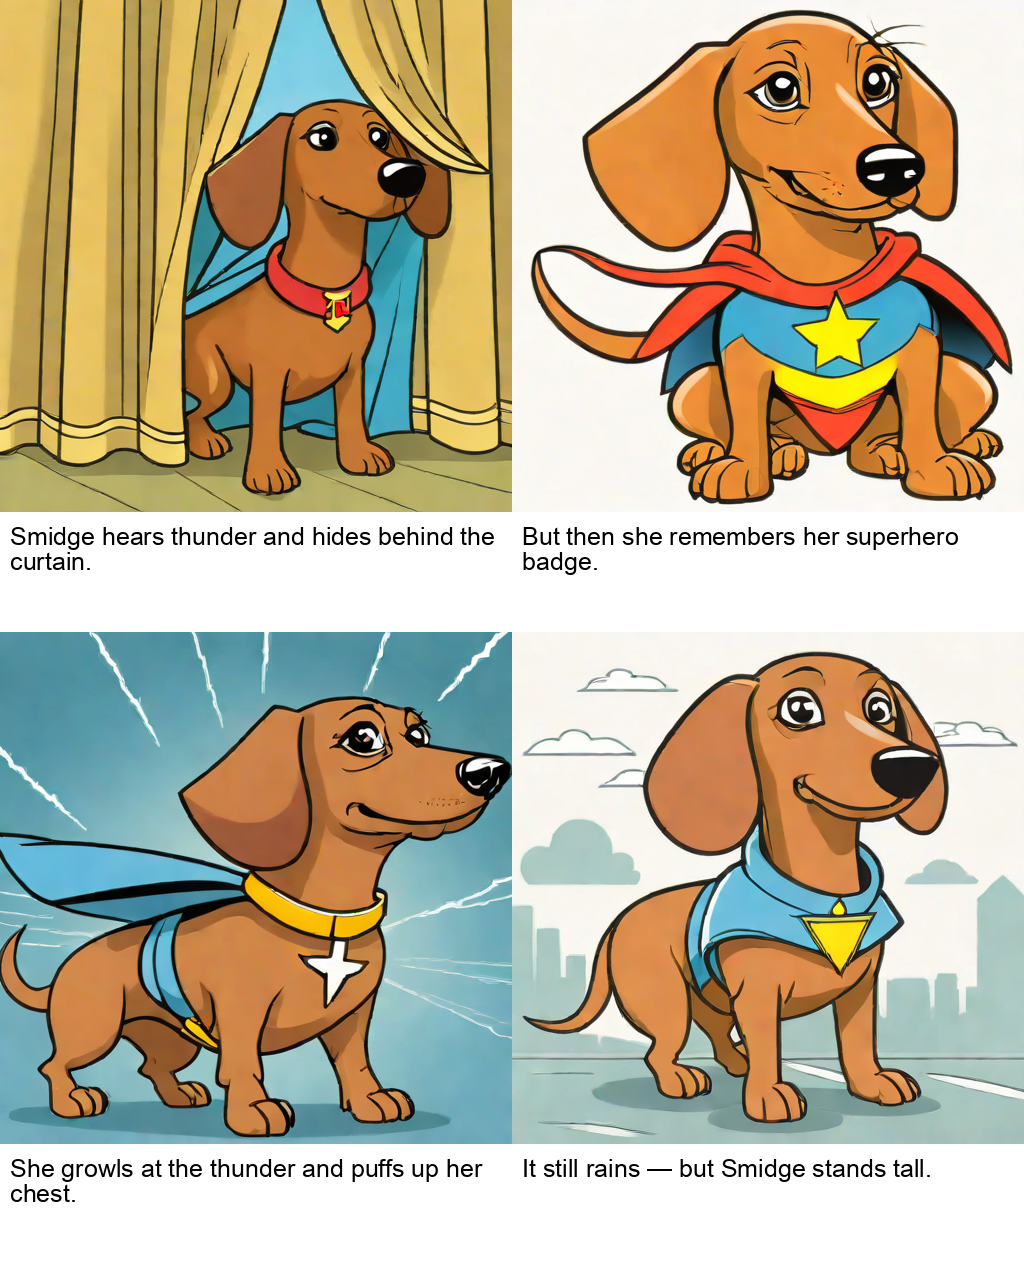 Smidge hears thunder and hides behind the
curtain.
But then she remembers her superhero
badge.
She growls at the thunder and puffs up her
chest.
It still rains — but Smidge stands tall.